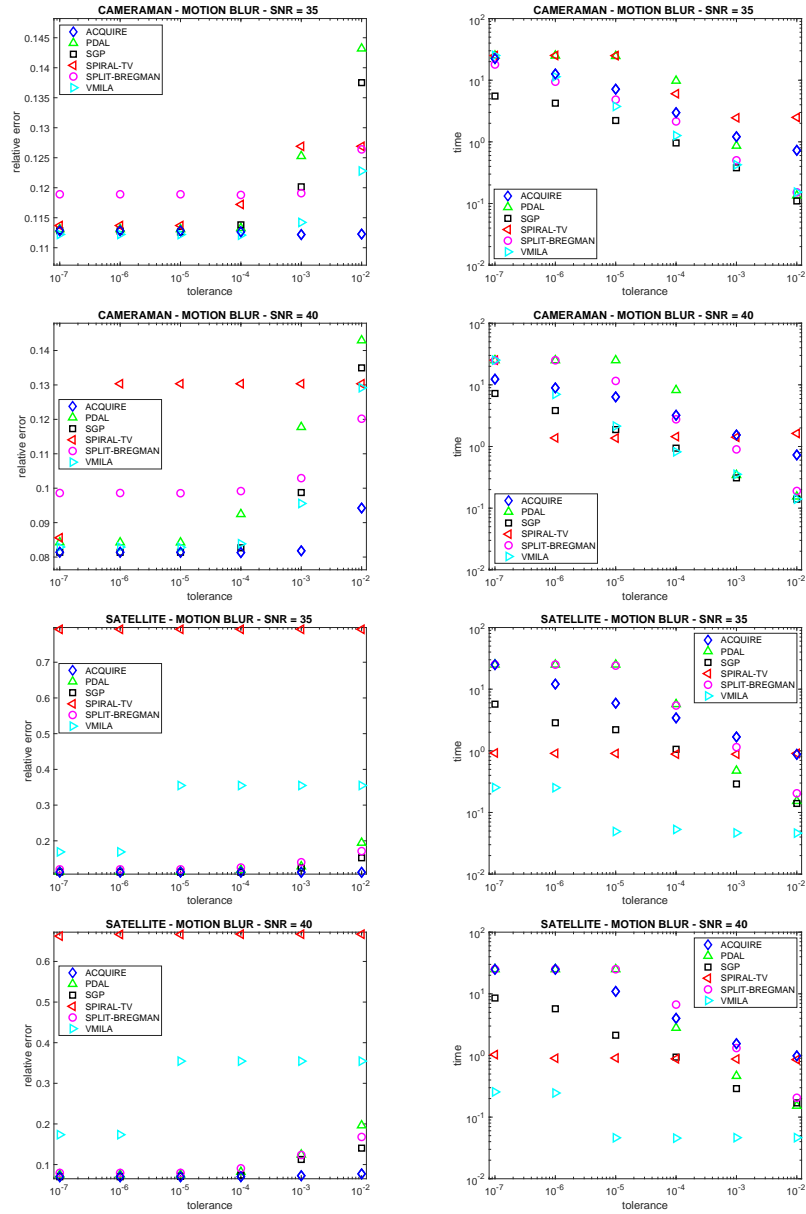 CAMERAMAN - MOTION BLUR - SNR = 35
relative error
0.145
0.14
0.135
0.13
0.125
0.12
0.115
0.11
ACQUIRE
PDAL
SGP
SPIRAL-TV
SPLIT-BREGMAN
VMILA
10^-7 10^-6 10^-5 10^-4 10^-3 10^-2
tolerance
CAMERAMAN - MOTION BLUR - SNR = 35
time
10^2
10^1
10^0
10^-1
10^-2
ACQUIRE
PDAL
SGP
SPIRAL-TV
SPLIT-BREGMAN
VMILA
10^-7 10^-6 10^-5 10^-4 10^-3 10^-2
tolerance
CAMERAMAN - MOTION BLUR - SNR = 40
relative error
0.14
0.13
0.12
0.11
0.1
0.09
0.08
ACQUIRE
PDAL
SGP
SPIRAL-TV
SPLIT-BREGMAN
VMILA
10^-7 10^-6 10^-5 10^-4 10^-3 10^-2
tolerance
CAMERAMAN - MOTION BLUR - SNR = 40
time
10^2
10^1
10^0
10^-1
10^-2
ACQUIRE
PDAL
SGP
SPIRAL-TV
SPLIT-BREGMAN
VMILA
10^-7 10^-6 10^-5 10^-4 10^-3 10^-2
tolerance
SATELLITE - MOTION BLUR - SNR = 35
relative error
0.7
0.6
0.5
0.4
0.3
0.2
ACQUIRE
PDAL
SGP
SPIRAL-TV
SPLIT-BREGMAN
VMILA
10^-7 10^-6 10^-5 10^-4 10^-3 10^-2
tolerance
SATELLITE - MOTION BLUR - SNR = 35
time
10^2
10^1
10^0
10^-1
10^-2
ACQUIRE
PDAL
SGP
SPIRAL-TV
SPLIT-BREGMAN
VMILA
10^-7 10^-6 10^-5 10^-4 10^-3 10^-2
tolerance
SATELLITE - MOTION BLUR - SNR = 40
relative error
0.6
0.5
0.4
0.3
0.2
0.1
ACQUIRE
PDAL
SGP
SPIRAL-TV
SPLIT-BREGMAN
VMILA
10^-7 10^-6 10^-5 10^-4 10^-3 10^-2
tolerance
SATELLITE - MOTION BLUR - SNR = 40
time
10^2
10^1
10^0
10^-1
10^-2
ACQUIRE
PDAL
SGP
SPIRAL-TV
SPLIT-BREGMAN
VMILA
10^-7 10^-6 10^-5 10^-4 10^-3 10^-2
tolerance